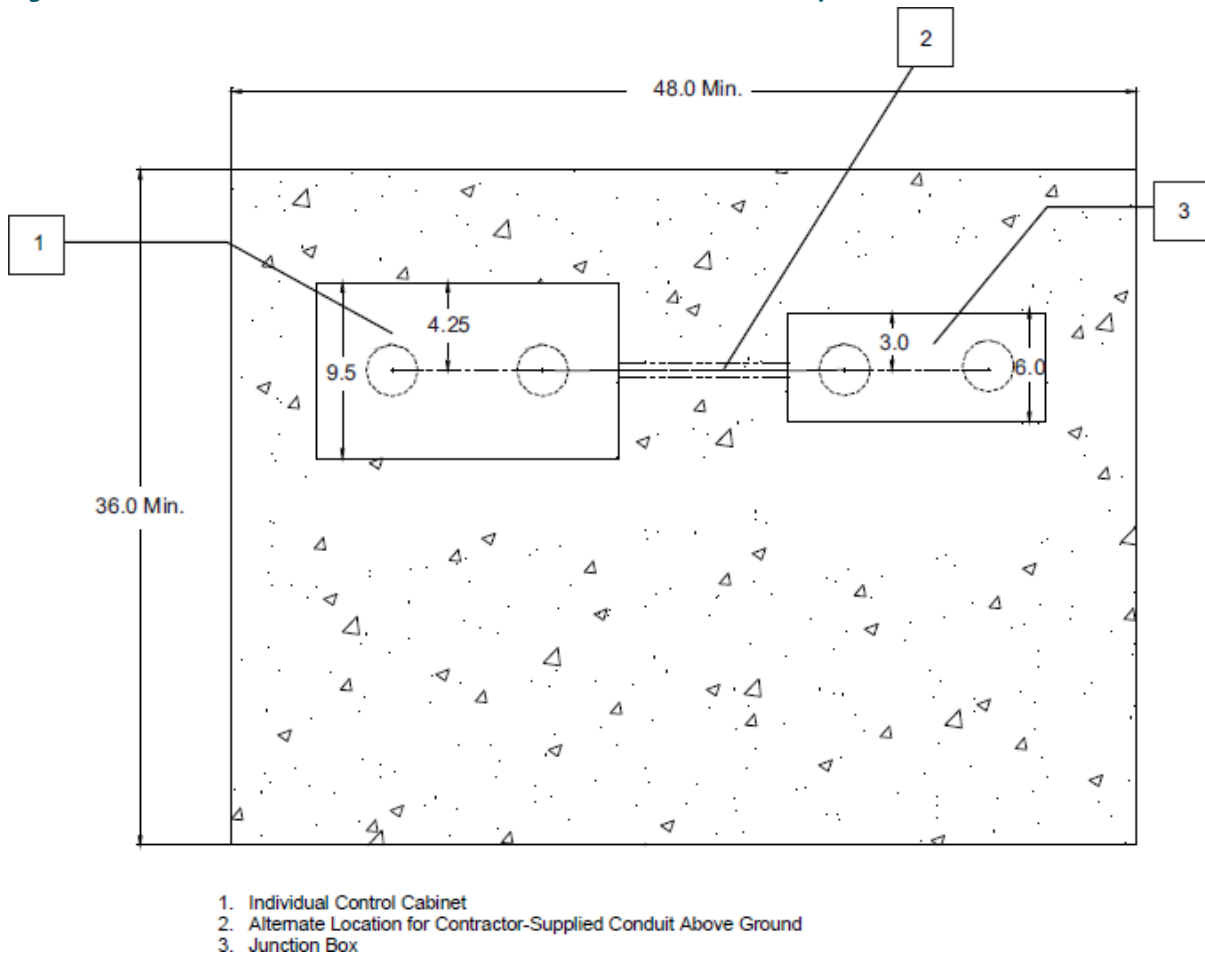 2
48.0 Min.
3
1
4.25
3.0
9.5
6.0
36.0 Min.
1. Individual Control Cabinet
2. Alternate Location for Contractor-Supplied Conduit Above Ground
3. Junction Box